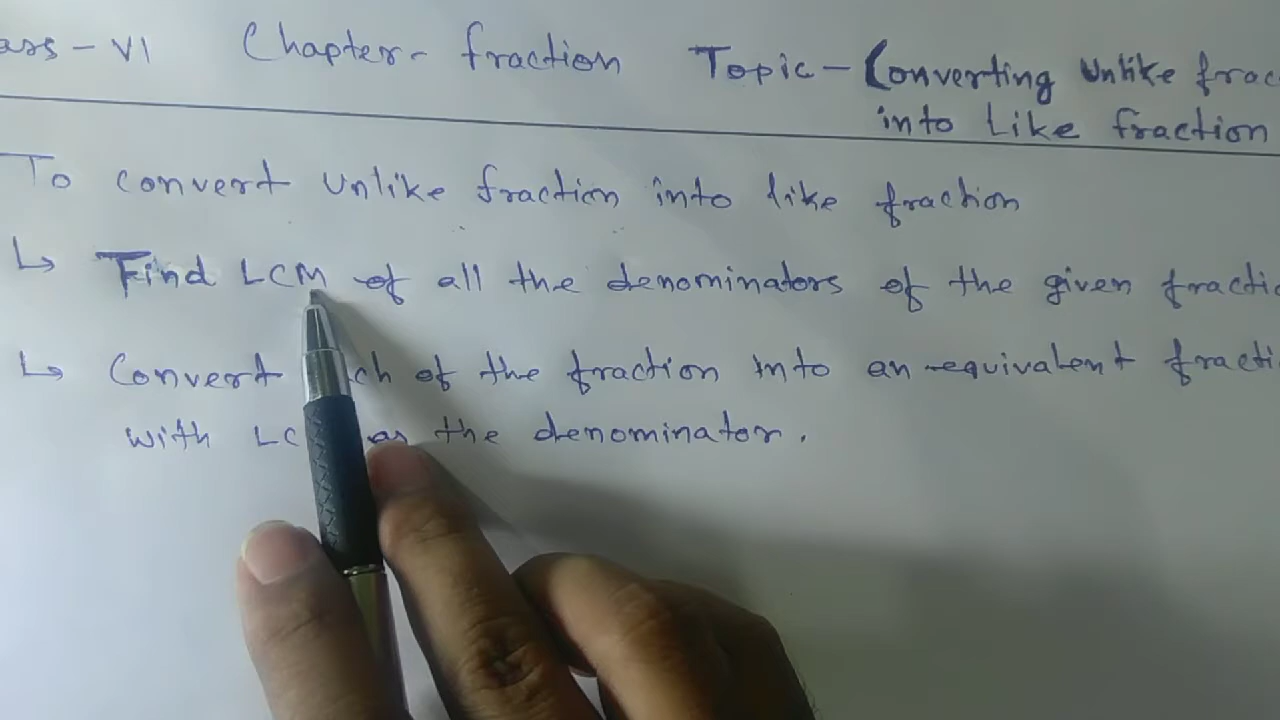 ass - VI Chapter - fraction Topic - Converting Unlike frac
into Like fraction
To convert unlike fraction into like fraction
↳ Find LCM of all the denominators of the given fracti
↳ Convert ch of the fraction into an equivalent fracti
with LC as the denominator.